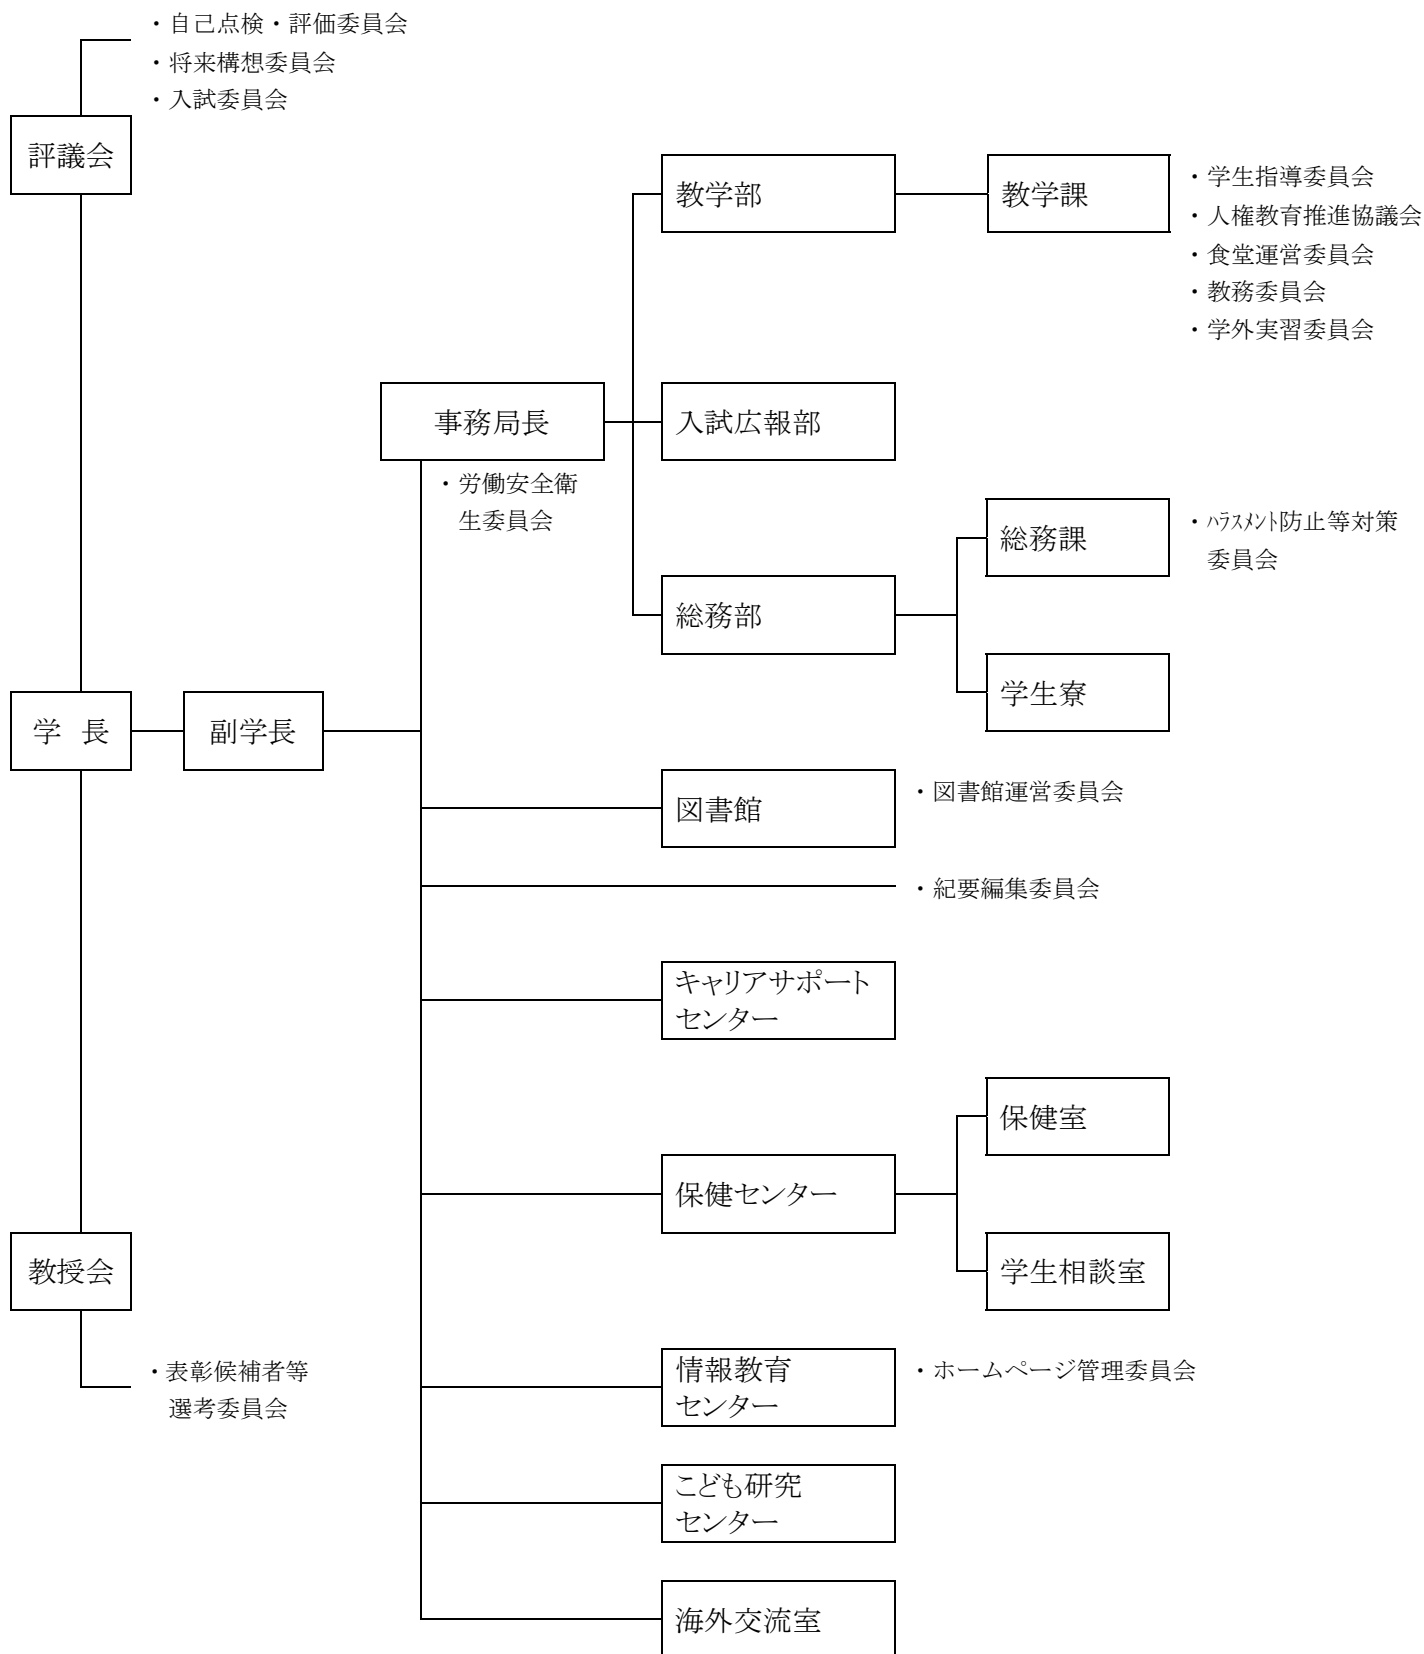 ・自己点検・評価委員会
・将来構想委員会
・入試委員会
評議会
教学部
教学課
・学生指導委員会
・人権教育推進協議会
・食堂運営委員会
・教務委員会
・学外実習委員会
事務局長
・労働安全衛
生委員会
入試広報部
総務課
・ﾊﾗｽﾒﾝﾄ防止等対策
委員会
総務部
学生寮
学　長
副学長
図書館
・図書館運営委員会
・紀要編集委員会
キャリアサポート
センター
保健室
保健センター
学生相談室
教授会
・表彰候補者等
選考委員会
情報教育
センター
・ホームページ管理委員会
こども研究
センター
海外交流室